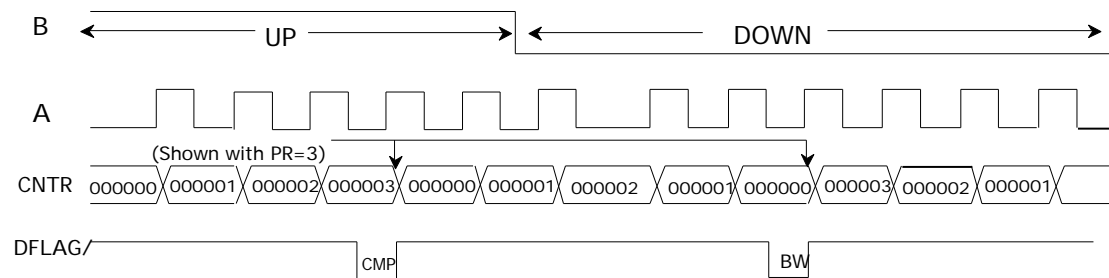 B UP DOWN
A
(Shown with PR=3)
CNTR 000000 000001 000002 000003 000000 000001 000002 000001 000000 000003 000002 000001
DFLAG/ CMP BW